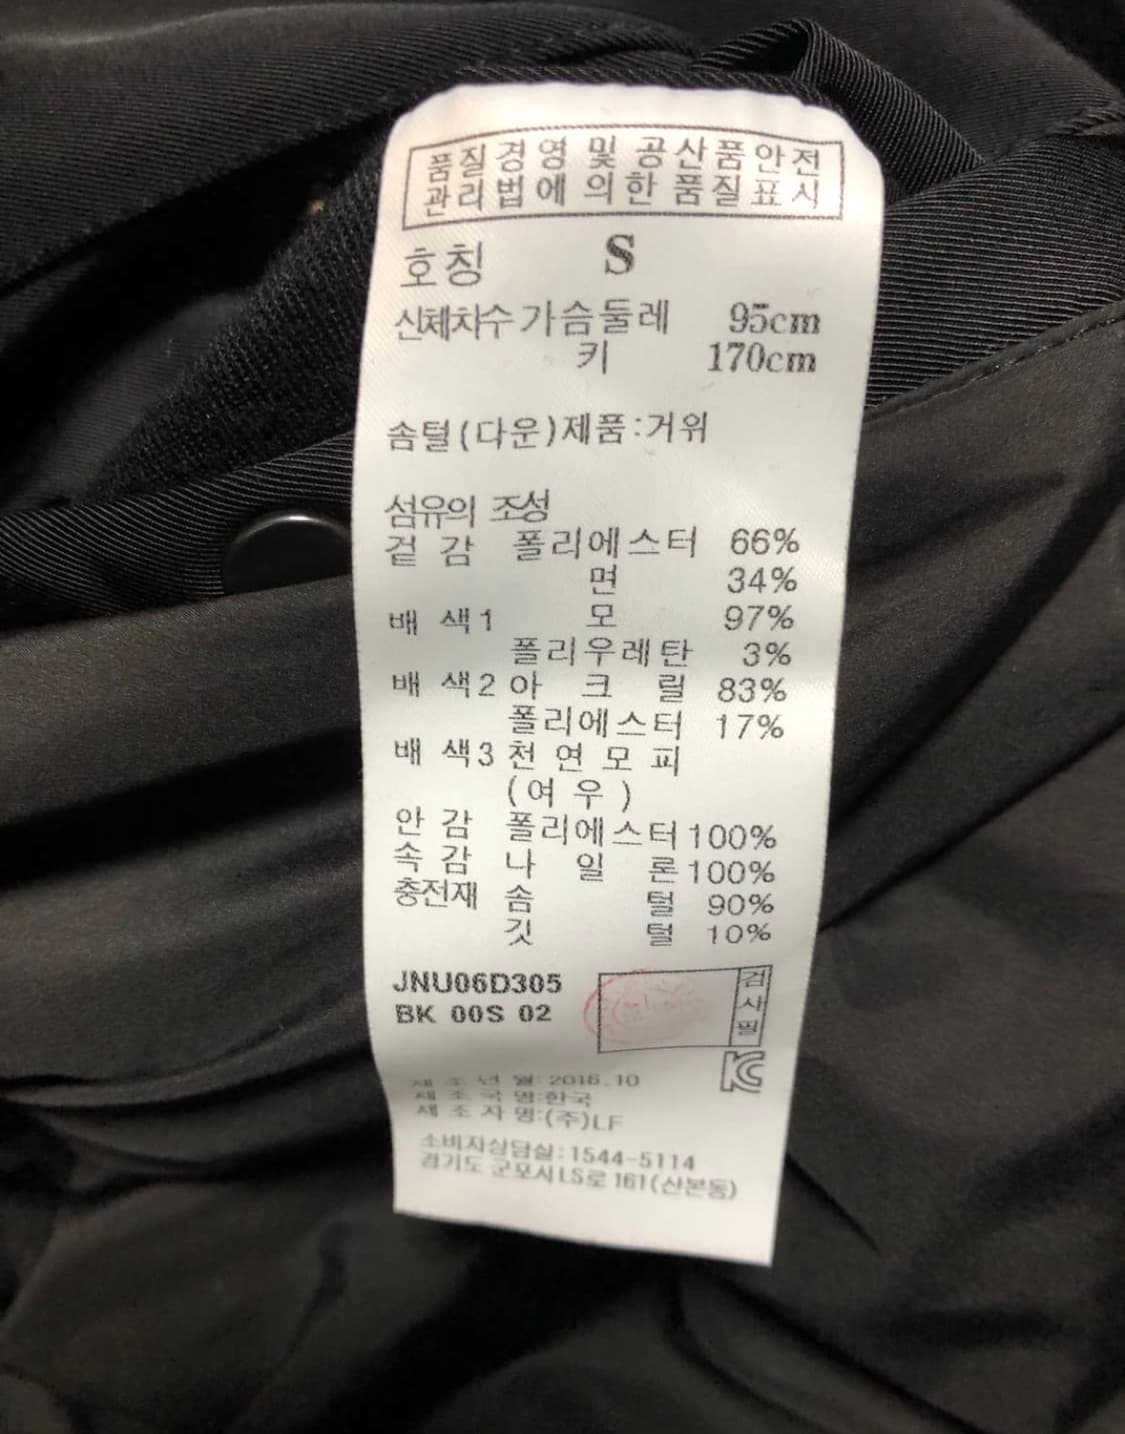 품질경영 및 공산품안전
관리법에 의한 품질표시
호칭 S
신체치수 가슴둘레 95cm
키 170cm
솜털(다운)제품:거위
섬유의 조성
겉 감 폴리에스터 66%
면 34%
배 색1 모 97%
폴리우레탄 3%
배 색2 아 크 릴 83%
폴리에스터 17%
배 색3 천 연 모 피
(여 우)
안 감 폴리에스터 100%
속 감 나 일 론 100%
충전재 솜 털 90%
깃 털 10%
JNU06D305
BK 00S 02
검사필
KC
제 조 년 월:2016.10
제 조 국 명:한국
제 조 자 명:(주)LF
소비자상담실:1544-5114
경기도 군포시 LS로 161(산본동)